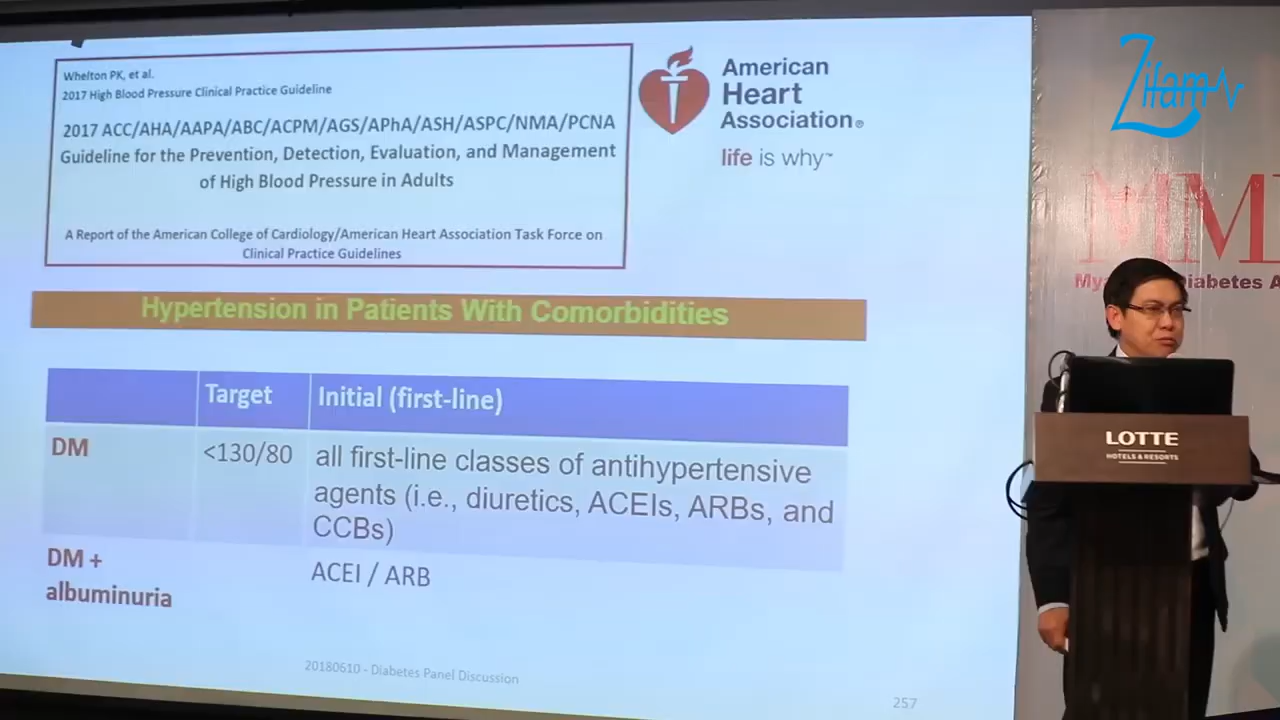 Whelton PK, et al.
2017 High Blood Pressure Clinical Practice Guideline
2017 ACC/AHA/AAPA/ABC/ACPM/AGS/APhA/ASH/ASPC/NMA/PCNA
Guideline for the Prevention, Detection, Evaluation, and Management
of High Blood Pressure in Adults
A Report of the American College of Cardiology/American Heart Association Task Force on
Clinical Practice Guidelines
American
Heart
Association®
life is why™
Zifam
Hypertension in Patients With Comorbidities
Target
Initial (first-line)
DM
<130/80
all first-line classes of antihypertensive
agents (i.e., diuretics, ACEIs, ARBs, and
CCBs)
DM +
albuminuria
ACEI / ARB
20180610 - Diabetes Panel Discussion
257
Diabetes A
LOTTE
HOTELS & RESORTS